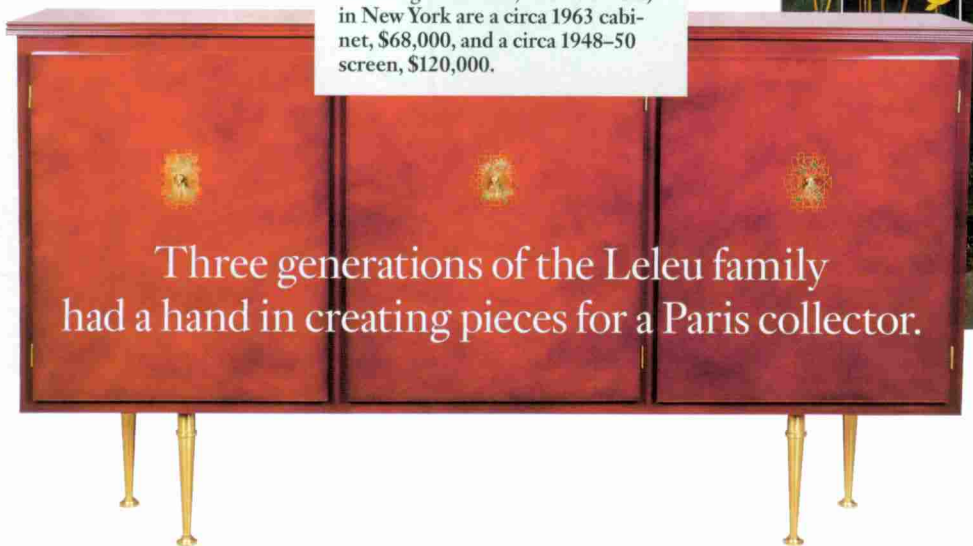 in New York are a circa 1963 cabi-
net, $68,000, and a circa 1948–50
screen, $120,000.
Three generations of the Leleu family
had a hand in creating pieces for a Paris collector.